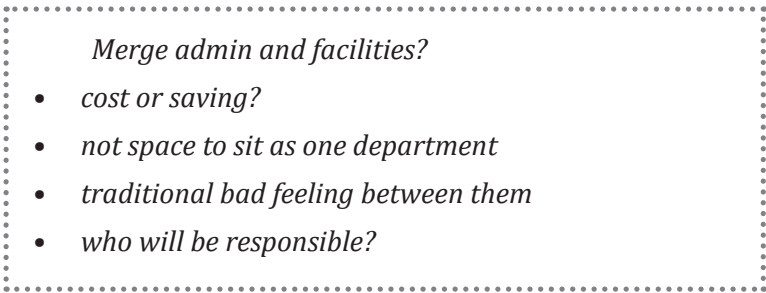 Merge admin and facilities?
• cost or saving?
• not space to sit as one department
• traditional bad feeling between them
• who will be responsible?